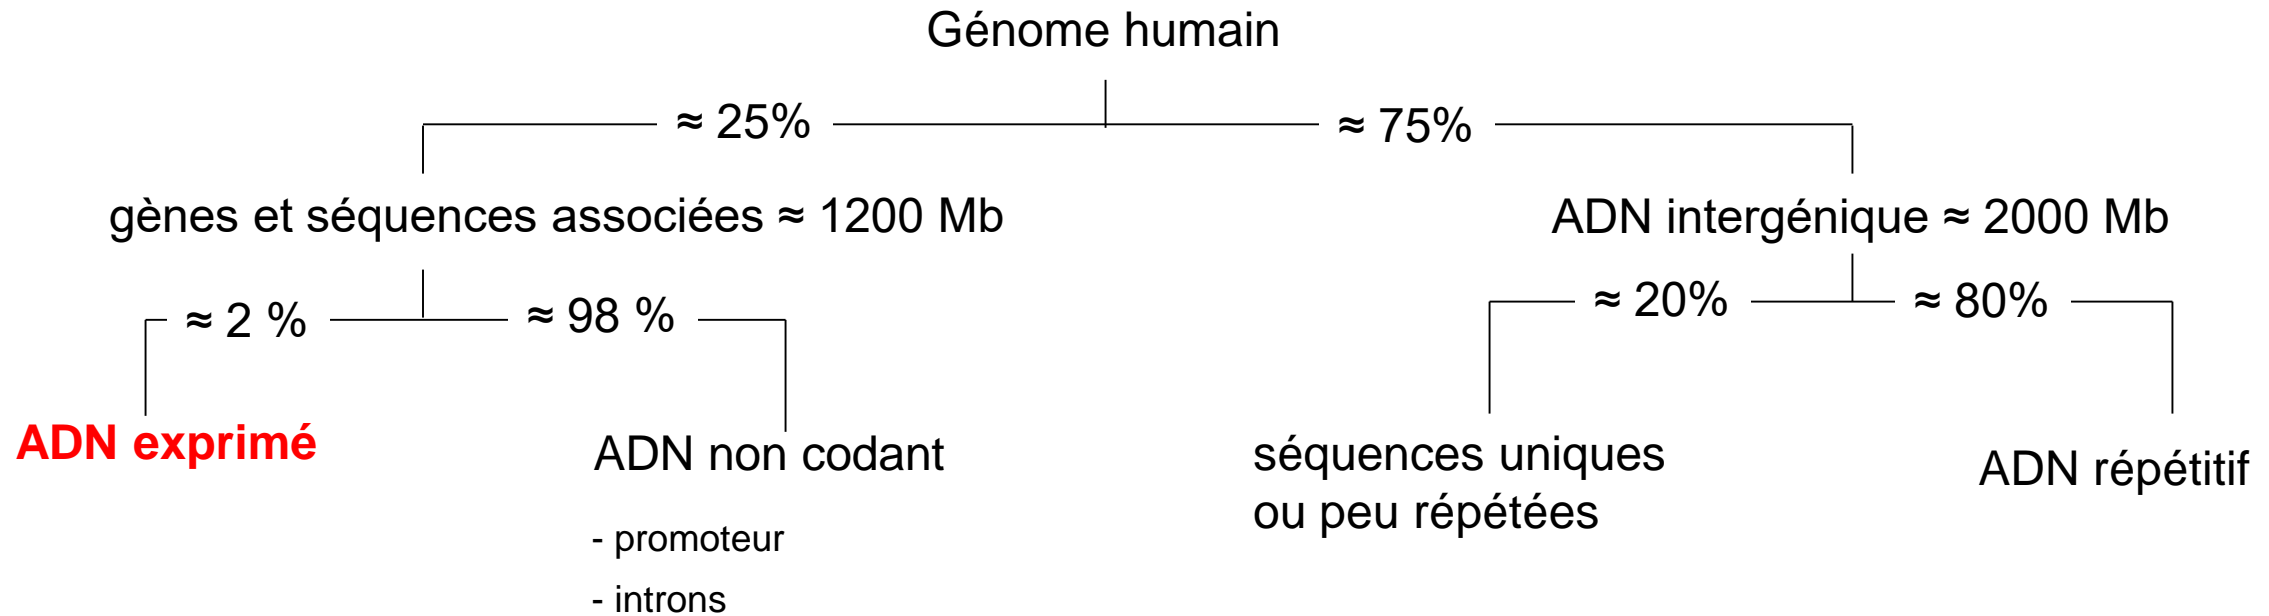 Génome humain
≈ 25%
≈ 75%
gènes et séquences associées ≈ 1200 Mb
ADN intergénique ≈ 2000 Mb
≈ 2 %
≈ 98 %
≈ 20%
≈ 80%
ADN exprimé
ADN non codant
- promoteur
- introns
séquences uniques
ou peu répétées
ADN répétitif